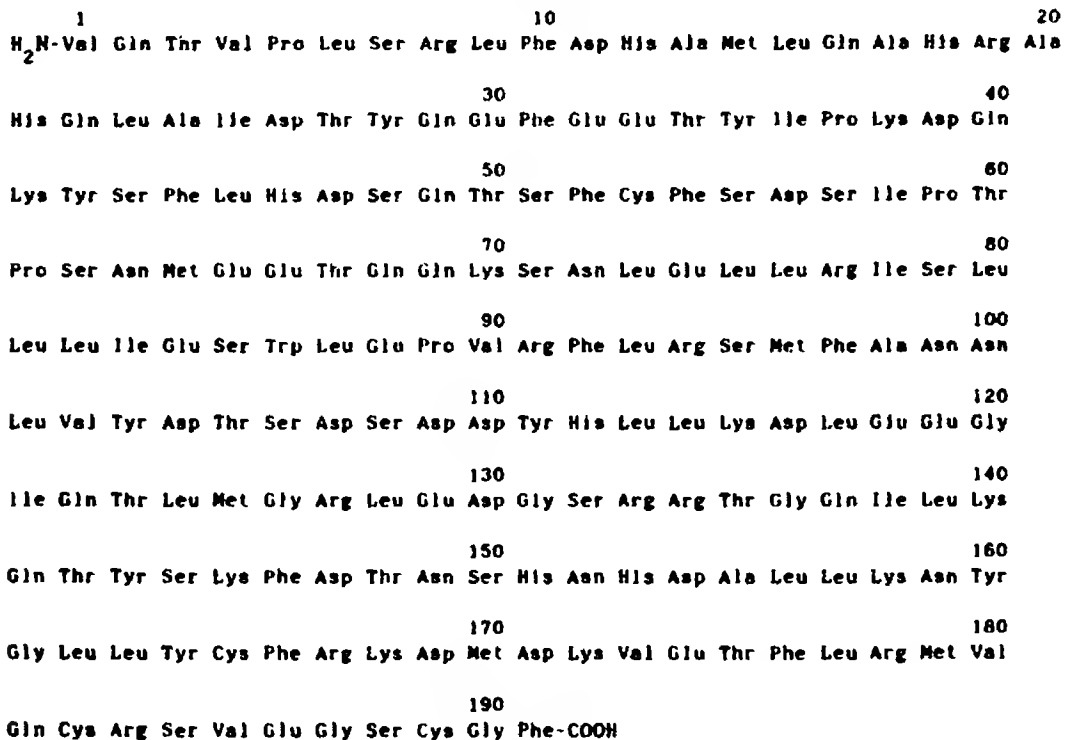 1 10 20
H2N-Val Gln Thr Val Pro Leu Ser Arg Leu Phe Asp His Ala Met Leu Gln Ala His Arg Ala
30 40
His Gln Leu Ala Ile Asp Thr Tyr Gln Glu Phe Glu Glu Thr Tyr Ile Pro Lys Asp Gln
50 60
Lys Tyr Ser Phe Leu His Asp Ser Gln Thr Ser Phe Cys Phe Ser Asp Ser Ile Pro Thr
70 80
Pro Ser Asn Met Glu Glu Thr Gln Gln Lys Ser Asn Leu Glu Leu Leu Arg Ile Ser Leu
90 100
Leu Leu Ile Glu Ser Trp Leu Glu Pro Val Arg Phe Leu Arg Ser Met Phe Ala Asn Asn
110 120
Leu Val Tyr Asp Thr Ser Asp Ser Asp Asp Tyr His Leu Leu Lys Asp Leu Glu Glu Gly
130 140
Ile Gln Thr Leu Met Gly Arg Leu Glu Asp Gly Ser Arg Arg Thr Gly Gln Ile Leu Lys
150 160
Gln Thr Tyr Ser Lys Phe Asp Thr Asn Ser His Asn His Asp Ala Leu Leu Lys Asn Tyr
170 180
Gly Leu Leu Tyr Cys Phe Arg Lys Asp Met Asp Lys Val Glu Thr Phe Leu Arg Met Val
190
Gln Cys Arg Ser Val Glu Gly Ser Cys Gly Phe-COOH